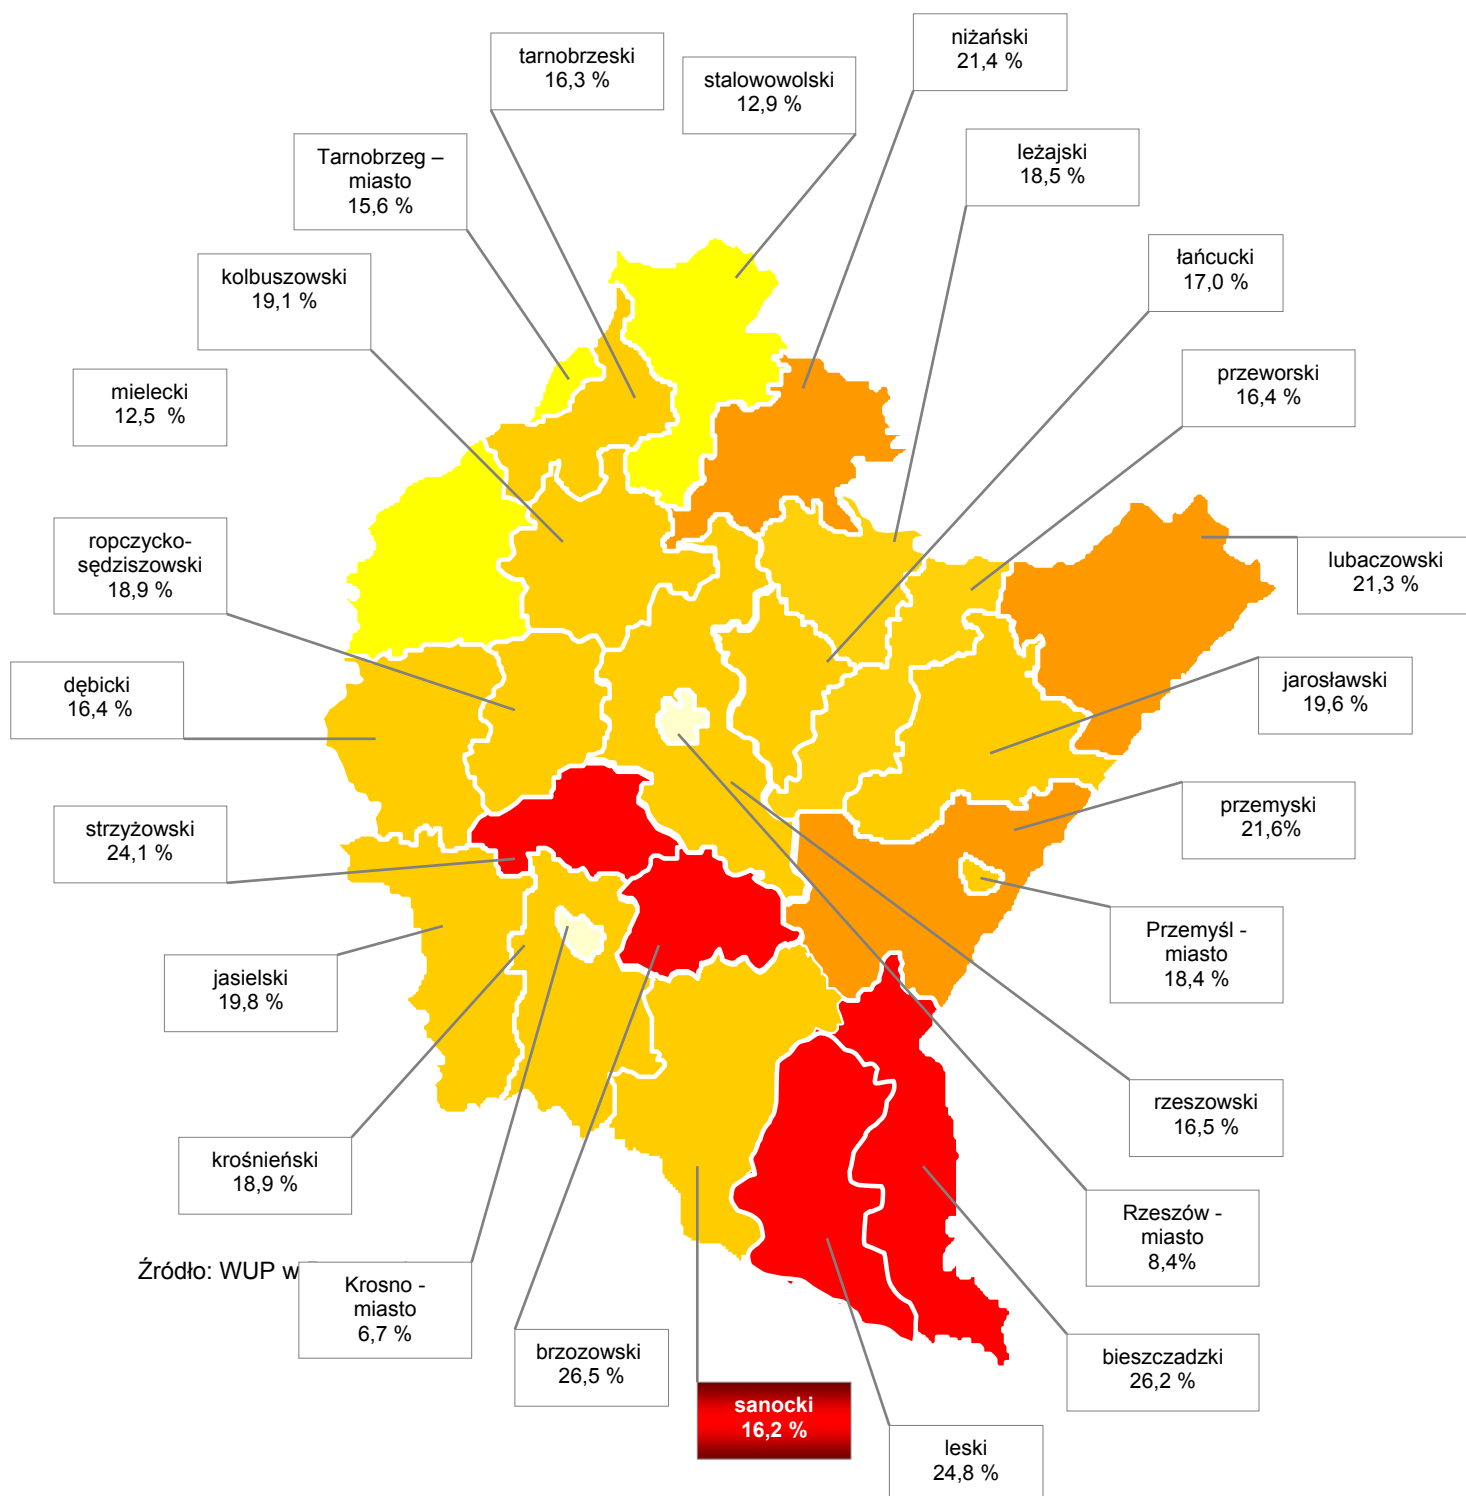 niżański
21,4 %
tarnobrzeski
16,3 %
stalowowolski
12,9 %
Tarnobrzeg –
miasto
15,6 %
leżajski
18,5 %
kolbuszowski
19,1 %
łańcucki
17,0 %
mielecki
12,5 %
przeworski
16,4 %
ropczycko-
sędziszowski
18,9 %
lubaczowski
21,3 %
dębicki
16,4 %
jarosławski
19,6 %
strzyżowski
24,1 %
przemyski
21,6%
jasielski
19,8 %
Przemyśl -
miasto
18,4 %
krośnieński
18,9 %
rzeszowski
16,5 %
Rzeszów -
miasto
8,4%
Źródło: WUP w
Krosno -
miasto
6,7 %
brzozowski
26,5 %
bieszczadzki
26,2 %
sanocki
16,2 %
leski
24,8 %